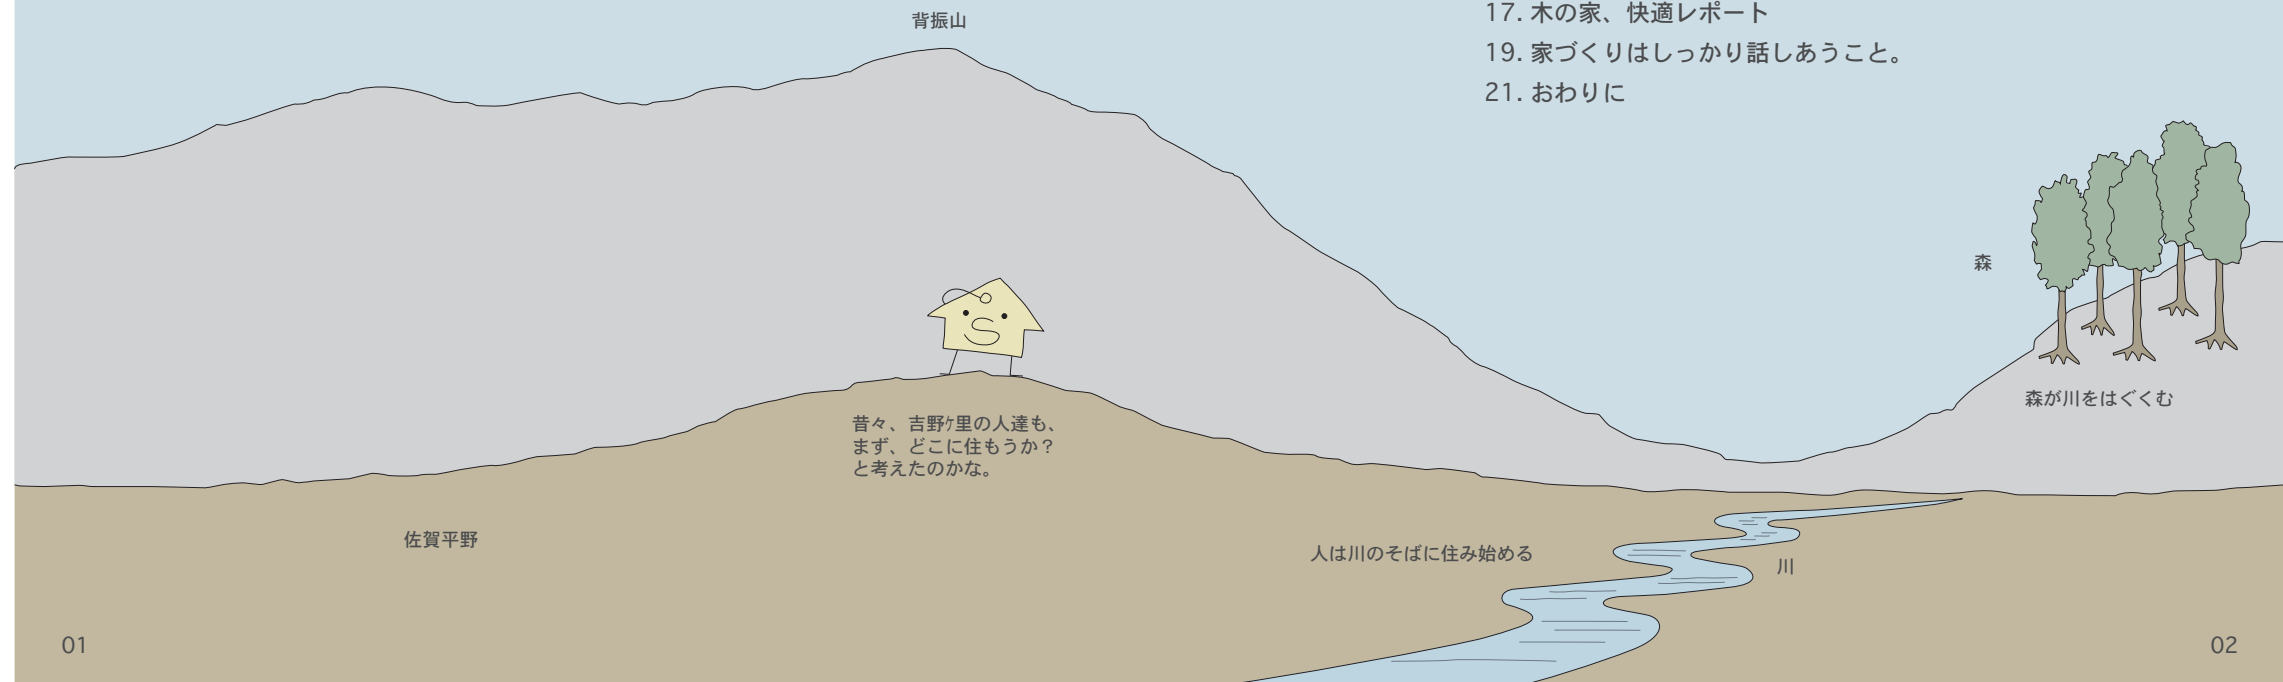 背振山
17. 木の家、快適レポート
19. 家づくりはしっかり話しあうこと。
21. おわりに
森
森が川をはぐくむ
昔々、吉野ｹ里の人達も、
まず、どこに住もうか？
と考えたのかな。
佐賀平野
人は川のそばに住み始める
川
01
02